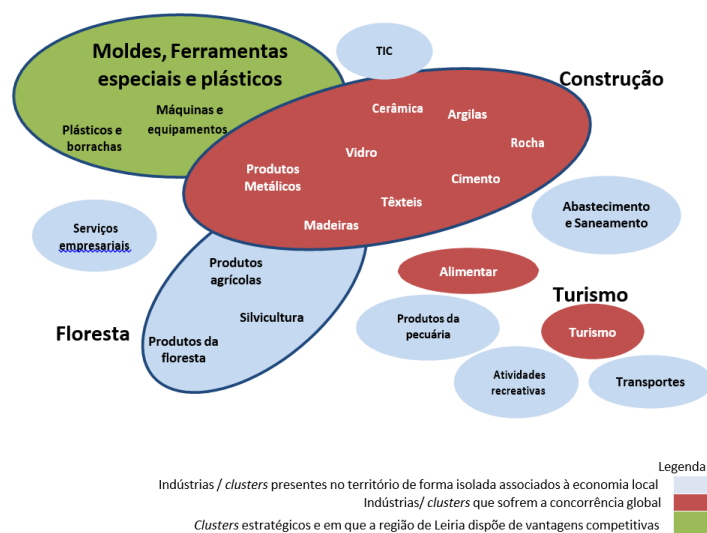 Moldes, Ferramentas
especiais e plásticos
Máquinas e
equipamentos
Plásticos e
borrachas
TIC
Construção
Cerâmica
Argilas
Rocha
Vidro
Produtos
Metálicos
Cimento
Têxteis
Madeiras
Abastecimento
e Saneamento
Serviços
empresariais
Produtos
agrícolas
Silvicultura
Produtos da
floresta
Floresta
Alimentar
Turismo
Produtos da
pecuária
Turismo
Atividades
recreativas
Transportes
Legenda
Indústrias / clusters presentes no território de forma isolada associados à economia local
Indústrias/ clusters que sofrem a concorrência global
Clusters estratégicos e em que a região de Leiria dispõe de vantagens competitivas